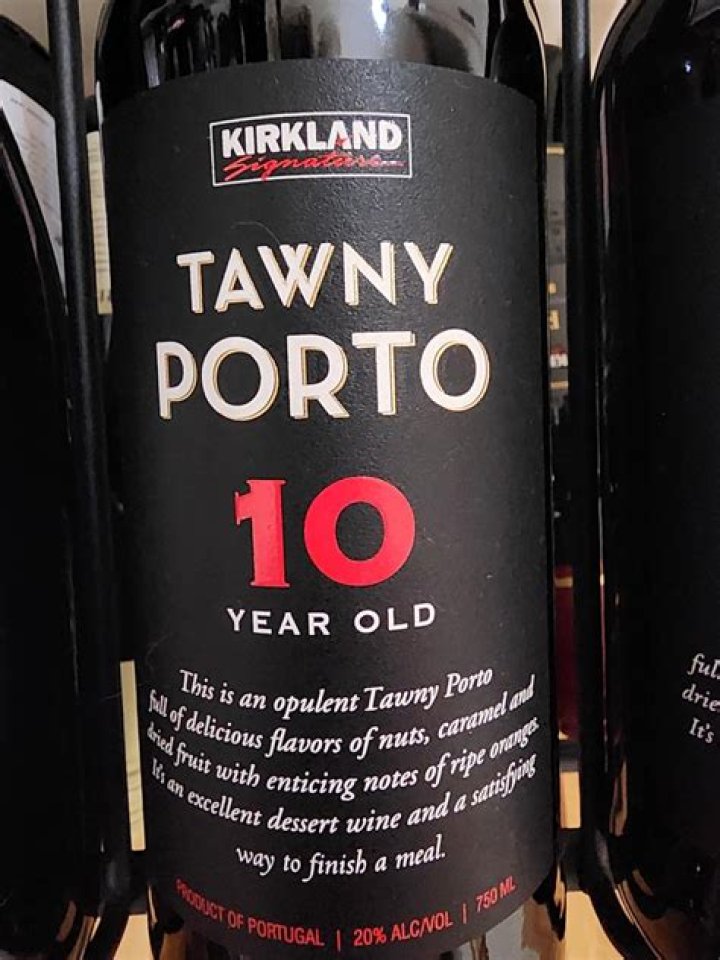 KIRKLAND
Signature
TAWNY
PORTO
10
YEAR OLD
This is an opulent Tawny Porto
full of delicious flavors of nuts, caramel and
dried fruit with enticing notes of ripe oranges.
It's an excellent dessert wine and a satisfying
way to finish a meal.
PRODUCT OF PORTUGAL | 20% ALC/VOL | 750 ML
It's